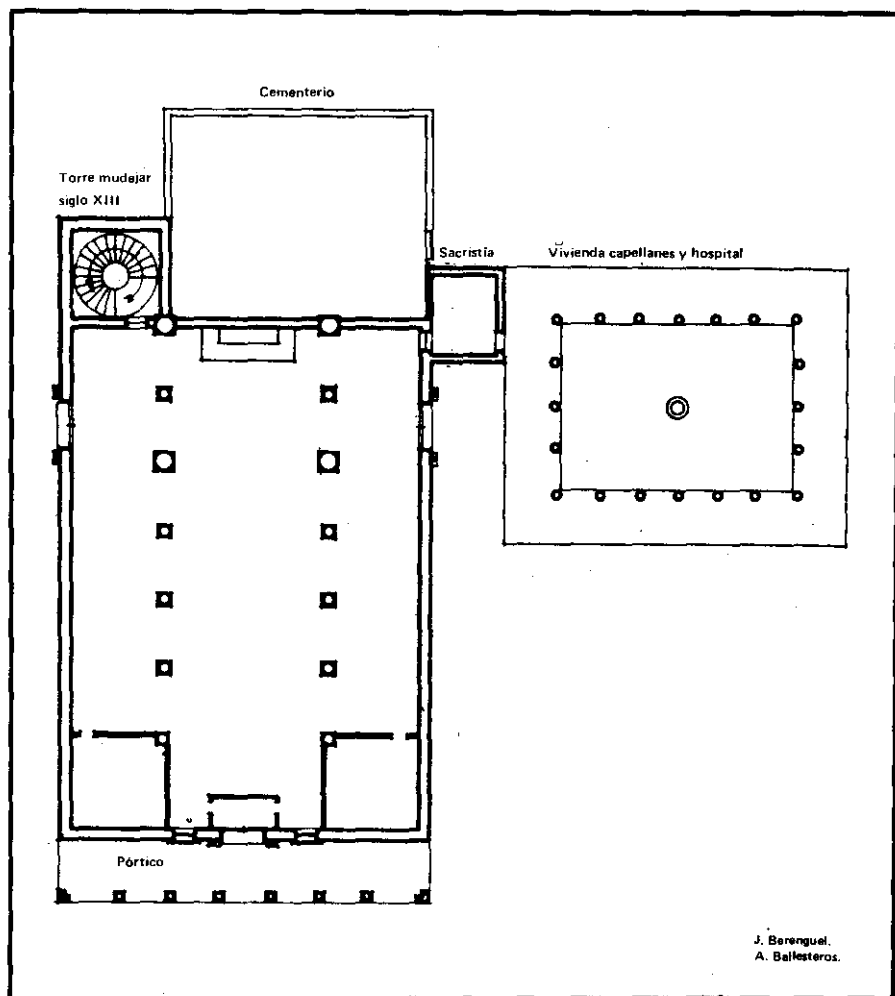 Cementerio
Torre mudejar
siglo XIII
Sacristía
Vivienda capellanes y hospital
Pórtico
J. Berenguel.
A. Ballesteros.